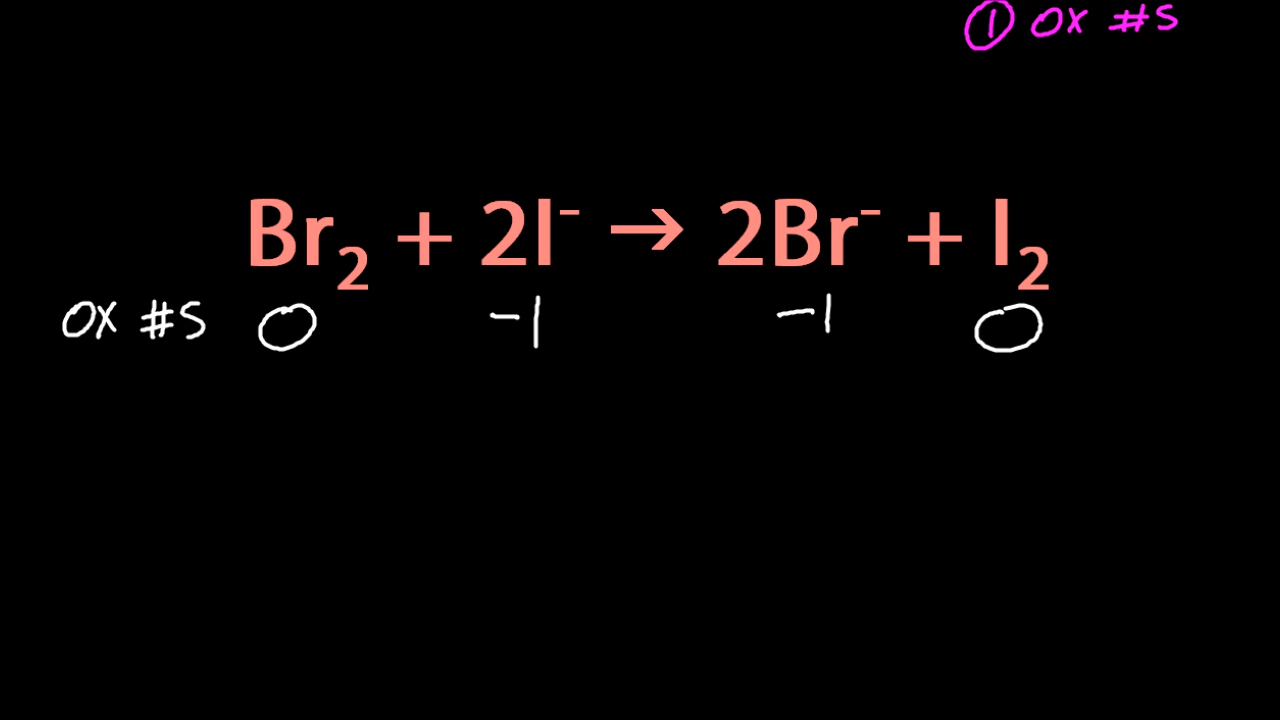 ① OX #S
Br₂ + 2I⁻ → 2Br⁻ + I₂
OX #S 0 -1 -1 0